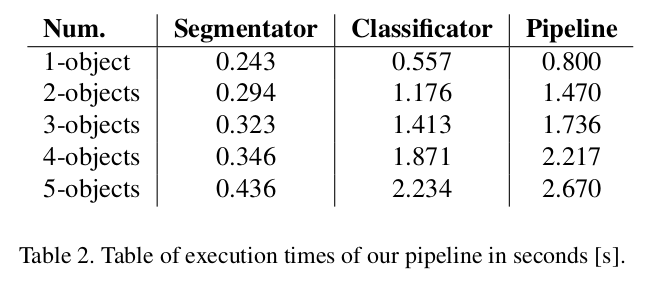 Num. Segmentator Classificator Pipeline
1-object 0.243 0.557 0.800
2-objects 0.294 1.176 1.470
3-objects 0.323 1.413 1.736
4-objects 0.346 1.871 2.217
5-objects 0.436 2.234 2.670
Table 2. Table of execution times of our pipeline in seconds [s].